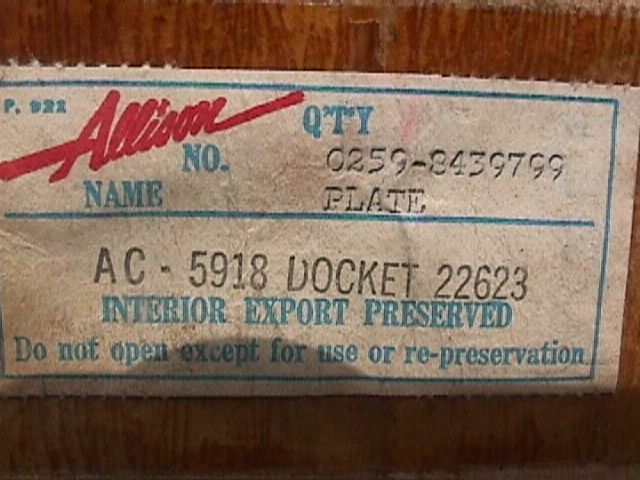 P. 922 Allison Q'T'Y
NO. 0259-8439799
NAME PLATE
AC - 5918 DOCKET 22623
INTERIOR EXPORT PRESERVED
Do not open except for use or re-preservation